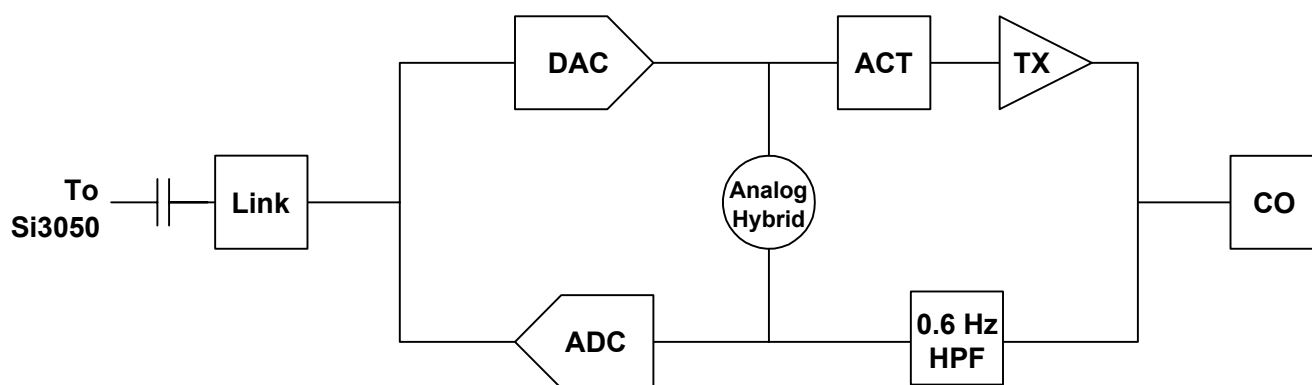 DAC
ACT
TX
To
Si3050
Link
Analog
Hybrid
CO
ADC
0.6 Hz
HPF